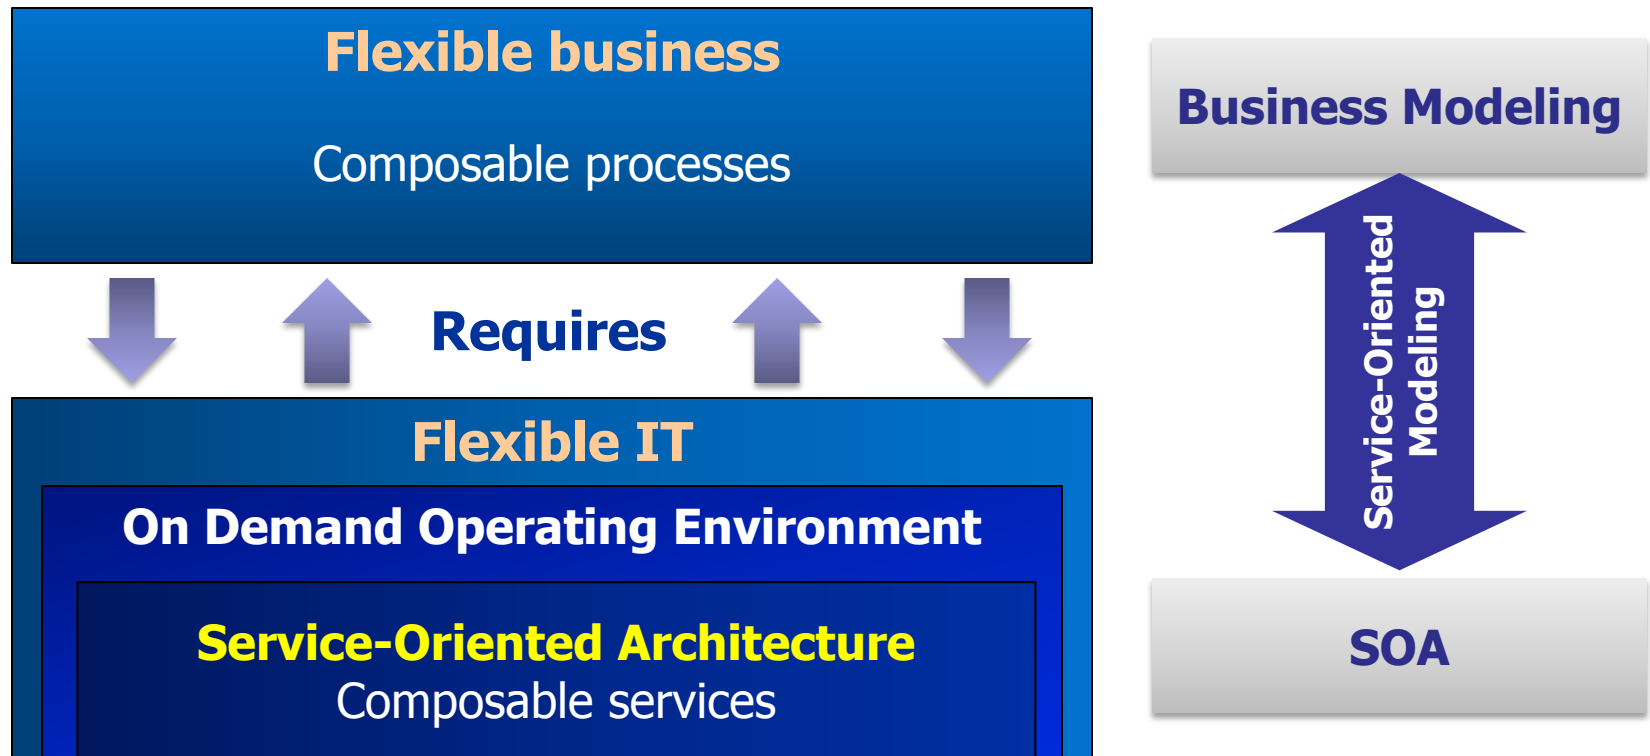 Flexible business
Composable processes
Requires
Flexible IT
On Demand Operating Environment
Service-Oriented Architecture
Composable services
Business Modeling
Service-Oriented
Modeling
SOA